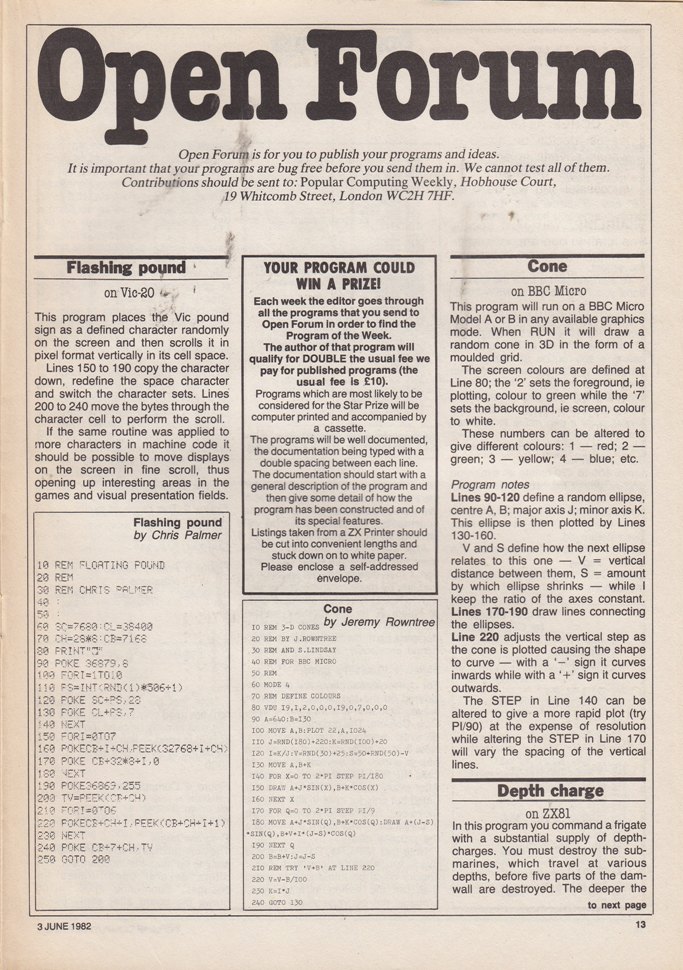 Open Forum
Open Forum is for you to publish your programs and ideas.
It is important that your programs are bug free before you send them in. We cannot test all of them.
Contributions should be sent to: Popular Computing Weekly, Hobhouse Court,
19 Whitcomb Street, London WC2H 7HF.
Flashing pound
on Vic-20
This program places the Vic pound
sign as a defined character randomly
on the screen and then scrolls it in
pixel format vertically in its cell space.
Lines 150 to 190 copy the character
down, redefine the space character
and switch the character sets. Lines
200 to 240 move the bytes through the
character cell to perform the scroll.
If the same routine was applied to
more characters in machine code it
should be possible to move displays
on the screen in fine scroll, thus
opening up interesting areas in the
games and visual presentation fields.
Flashing pound
by Chris Palmer
10 REM FLOATING POUND
20 REM
30 REM CHRIS PALMER
40 :
50 :
60 SC=7680:CL=38400
70 CH=28*8:CB=7168
80 PRINT"
90 POKE 36879,8
100 FORI=1TO10
110 PS=INT(RND(1)*506+1)
120 POKE SC+PS,28
130 POKE CL+PS,7
140 NEXT
150 FORI=0TO7
160 POKECB+I+CH,PEEK(32768+I+CH)
170 POKE CB+32*8+I,0
180 NEXT
190 POKE36869,255
200 TV=PEEK(CB+CH)
210 FORI=0TO6
220 POKECB+CH+I,PEEK(CB+CH+I+1)
230 NEXT
240 POKE CB+7+CH,TV
250 GOTO 200
YOUR PROGRAM COULD
WIN A PRIZE!
Each week the editor goes through
all the programs that you send to
Open Forum in order to find the
Program of the Week.
The author of that program will
qualify for DOUBLE the usual fee we
pay for published programs (the
usual fee is £10).
Programs which are most likely to be
considered for the Star Prize will be
computer printed and accompanied by
a cassette.
The programs will be well documented,
the documentation being typed with a
double spacing between each line.
The documentation should start with a
general description of the program and
then give some detail of how the
program has been constructed and of
its special features.
Listings taken from a ZX Printer should
be cut into convenient lengths and
stuck down on to white paper.
Please enclose a self-addressed
envelope.
Cone
by Jeremy Rowntree
I0 REM 3-D CONES
20 REM BY J.ROWNTREE
30 REM AND S.LINDSAY
40 REM FOR BBC MICRO
50 REM
60 MODE 4
70 REM DEFINE COLOURS
80 VDU I9,I,2,0,0,0,I9,0,7,0,0,0
90 A=640:B=I30
I00 MOVE A,B:PLOT 22,A,I024
II0 J=RND(I80)+220:K=RND(I00)+20
I20 I=K/J:V=RND(30)+25:S=50+RND(50)-V
I30 MOVE A,B+K
I40 FOR X=0 TO 2*PI STEP PI/I80
I50 DRAW A+J*SIN(X),B+K*COS(X)
I60 NEXT X
I70 FOR Q=0 TO 2*PI STEP PI/9
I80 MOVE A+J*SIN(Q),B+K*COS(Q):DRAW A+(J-S)
*SIN(Q),B+V+I*(J-S)*COS(Q)
I90 NEXT Q
200 B=B+V:J=J-S
2I0 REM TRY 'V+B' AT LINE 220
220 V=V-B/I00
230 K=I*J
240 GOTO I30
Cone
on BBC Micro
This program will run on a BBC Micro
Model A or B in any available graphics
mode. When RUN it will draw a
random cone in 3D in the form of a
moulded grid.
The screen colours are defined at
Line 80; the '2' sets the foreground, ie
plotting, colour to green while the '7'
sets the background, ie screen, colour
to white.
These numbers can be altered to
give different colours: 1 — red; 2 —
green; 3 — yellow; 4 — blue; etc.
Program notes
Lines 90-120 define a random ellipse,
centre A, B; major axis J; minor axis K.
This ellipse is then plotted by Lines
130-160.
V and S define how the next ellipse
relates to this one — V = vertical
distance between them, S = amount
by which ellipse shrinks — while I
keep the ratio of the axes constant.
Lines 170-190 draw lines connecting
the ellipses.
Line 220 adjusts the vertical step as
the cone is plotted causing the shape
to curve — with a '−' sign it curves
inwards while with a '+' sign it curves
outwards.
The STEP in Line 140 can be
altered to give a more rapid plot (try
PI/90) at the expense of resolution
while altering the STEP in Line 170
will vary the spacing of the vertical
lines.
Depth charge
on ZX81
In this program you command a frigate
with a substantial supply of depth-
charges. You must destroy the sub-
marines, which travel at various
depths, before five parts of the dam-
wall are destroyed. The deeper the
to next page
3 JUNE 1982
13